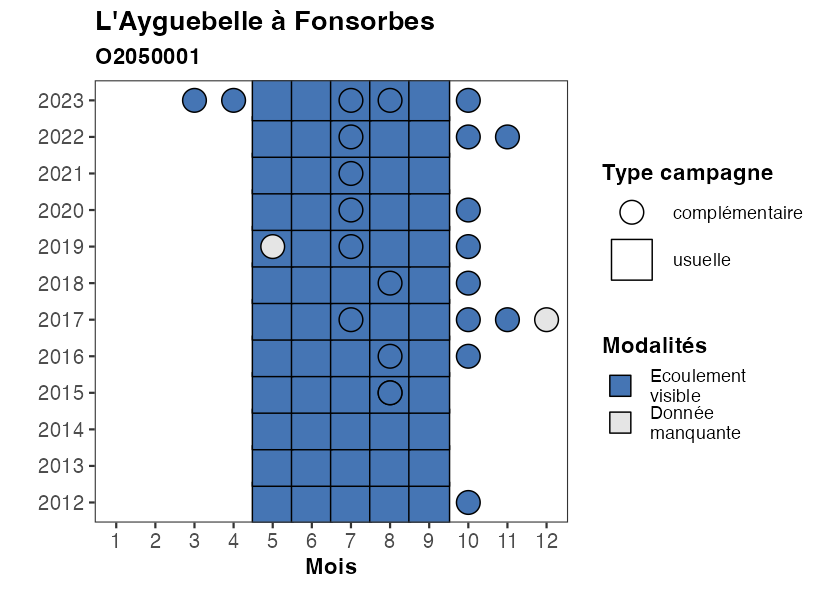 L'Ayguebelle à Fonsorbes
O2050001
2023
2022
2021
2020
2019
2018
2017
2016
2015
2014
2013
2012
1 2 3 4 5 6 7 8 9 10 11 12
Mois
Type campagne
complémentaire
usuelle
Modalités
Ecoulement
visible
Donnée
manquante